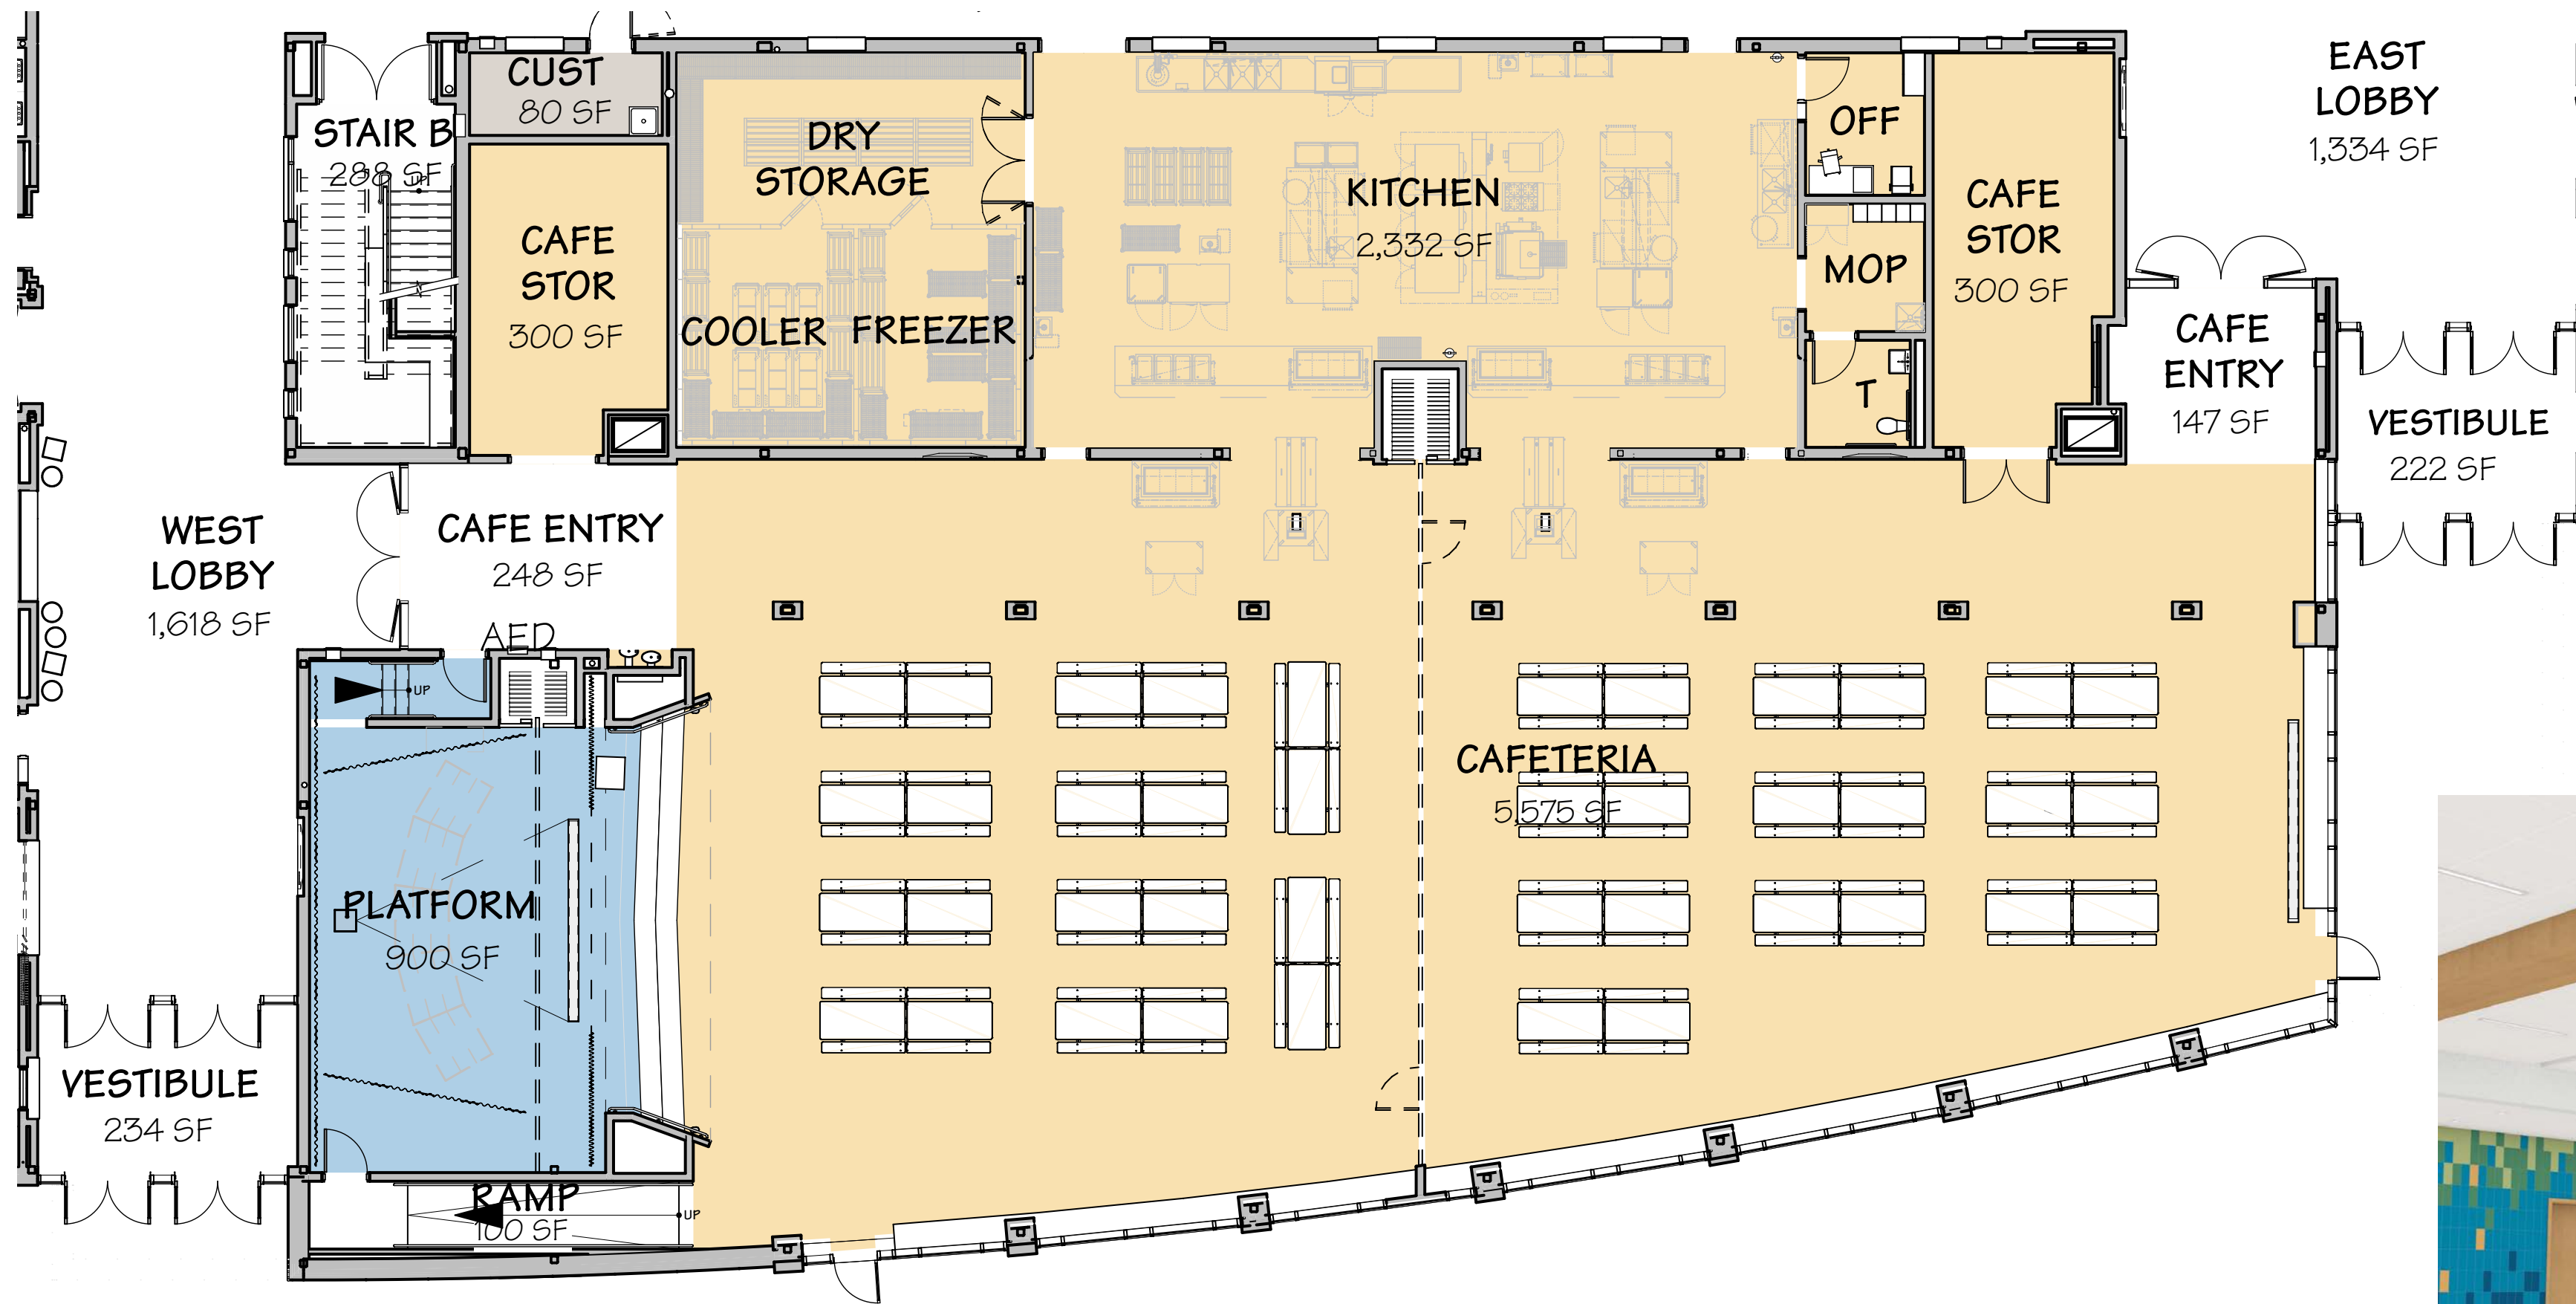 CUST
80 SF
STAIR B
288 SF
UP
DRY
STORAGE
CAFE
STOR
300 SF
COOLER
FREEZER
KITCHEN
2,332 SF
OFF
MOP
T
CAFE
STOR
300 SF
EAST
LOBBY
1,334 SF
CAFE
ENTRY
147 SF
VESTIBULE
222 SF
WEST
LOBBY
1,618 SF
CAFE ENTRY
248 SF
AED
UP
CAFETERIA
5,575 SF
PLATFORM
900 SF
VESTIBULE
234 SF
RAMP
100 SF
UP